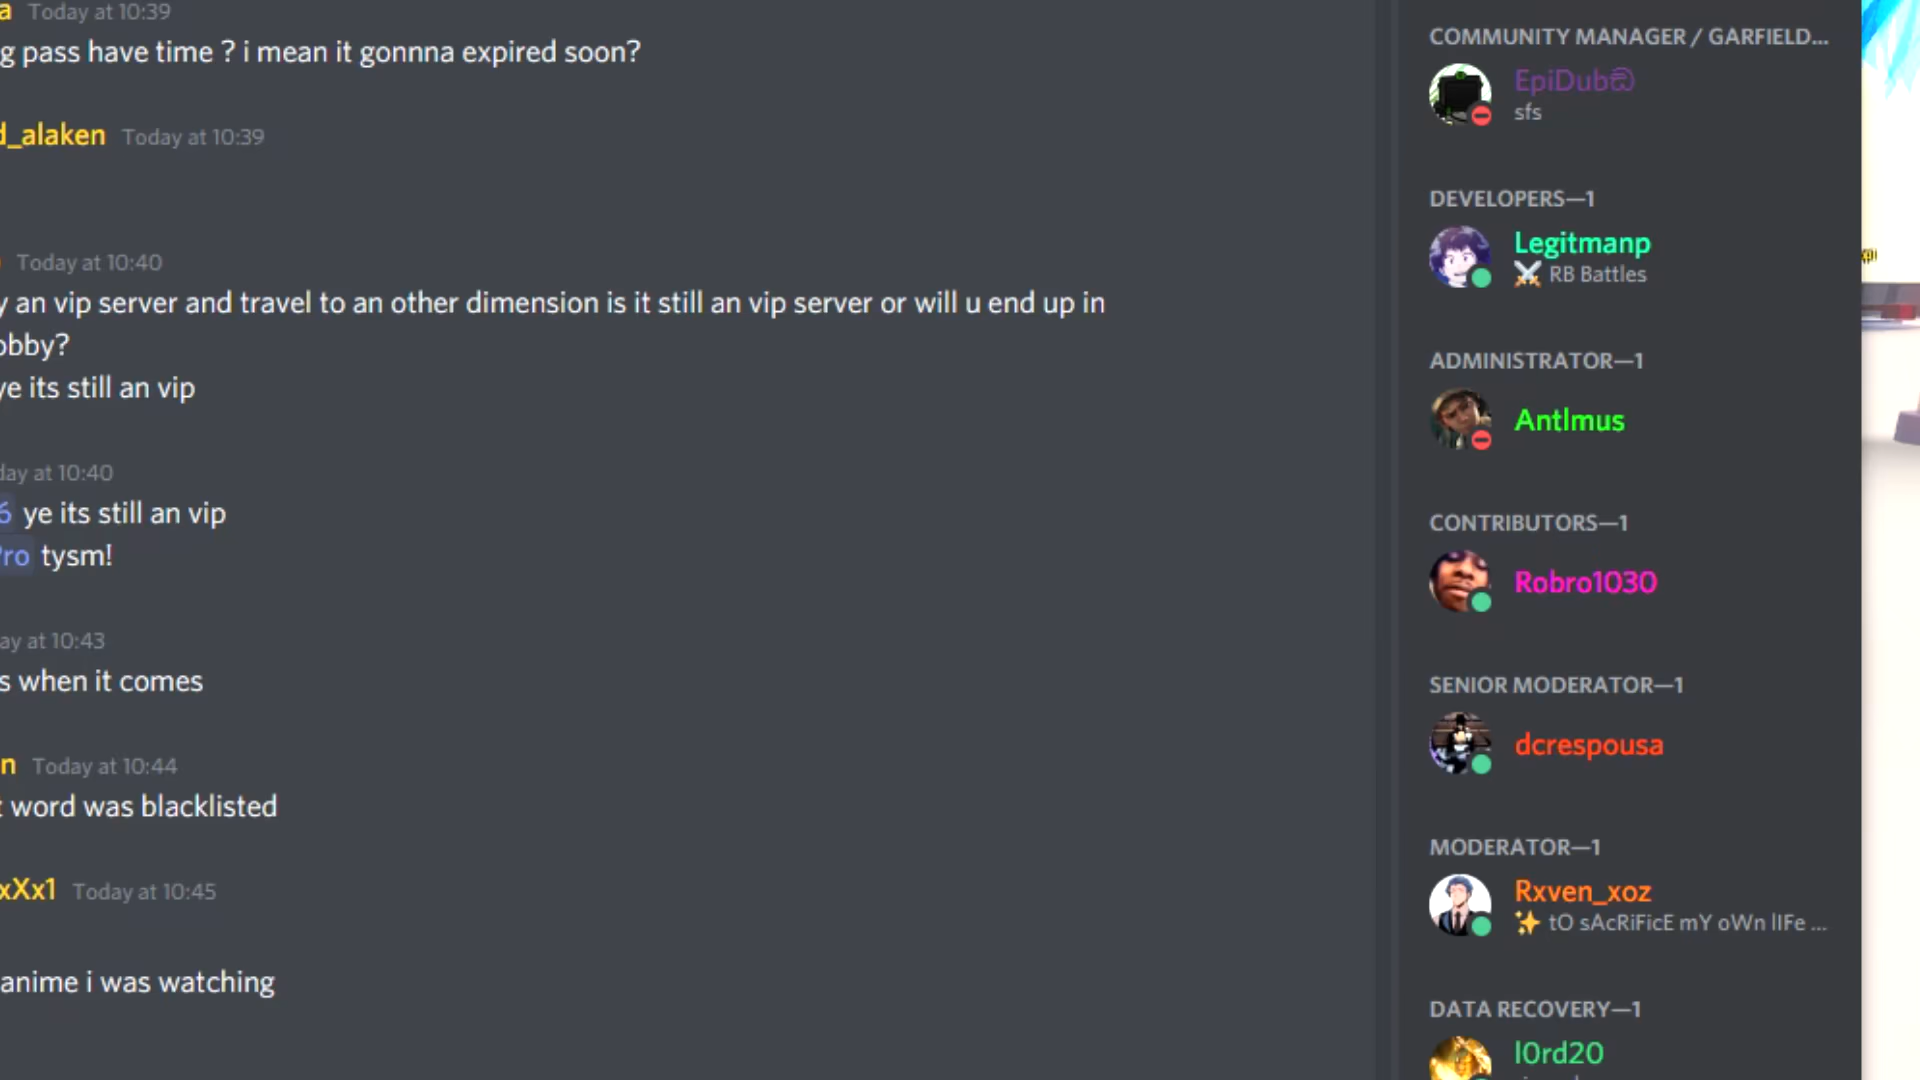 a Today at 10:39
g pass have time ? i mean it gonnna expired soon?
d_alaken Today at 10:39
Today at 10:40
y an vip server and travel to an other dimension is it still an vip server or will u end up in
obby?
ye its still an vip
day at 10:40
6 ye its still an vip
Pro tysm!
ay at 10:43
s when it comes
n Today at 10:44
t word was blacklisted
xXx1 Today at 10:45
anime i was watching
COMMUNITY MANAGER / GARFIELD...
EpiDub
sfs
DEVELOPERS—1
Legitmanp
⚔️ RB Battles
ADMINISTRATOR—1
Antlmus
CONTRIBUTORS—1
Robro1030
SENIOR MODERATOR—1
dcrespousa
MODERATOR—1
Rxven_xoz
✨ tO sAcRiFicE mY oWn lIFe ...
DATA RECOVERY—1
l0rd20